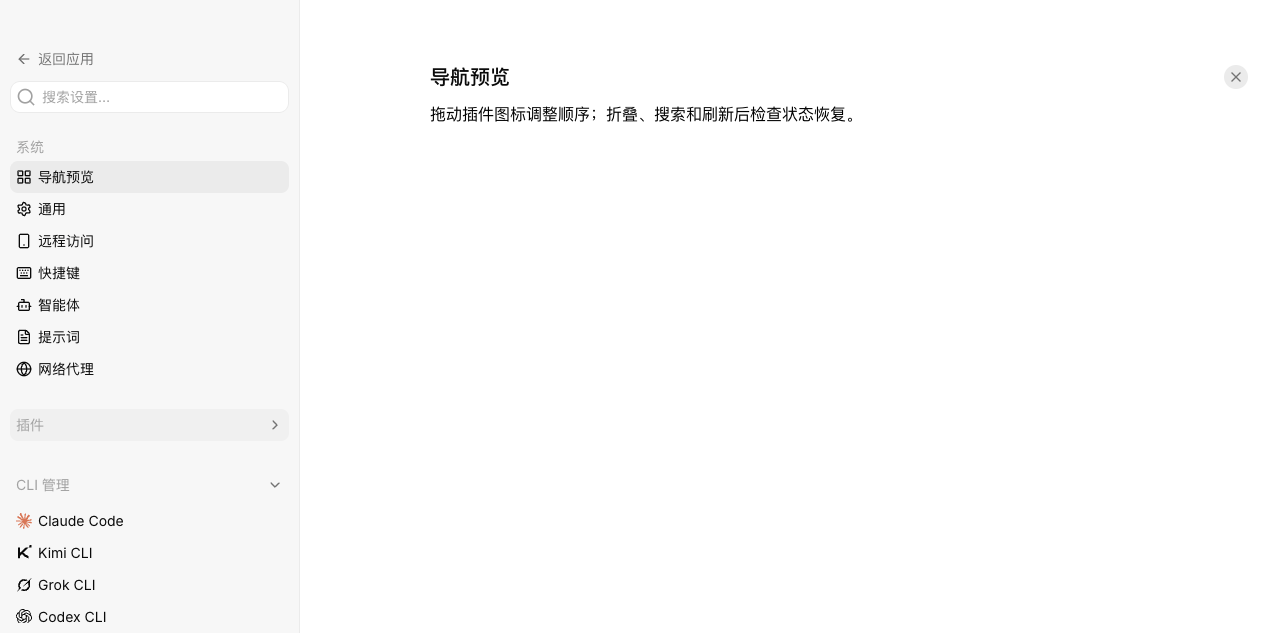 返回应用
搜索设置...
系统
导航预览
通用
远程访问
快捷键
智能体
提示词
网络代理
插件
CLI 管理
Claude Code
Kimi CLI
Grok CLI
Codex CLI
导航预览
拖动插件图标调整顺序；折叠、搜索和刷新后检查状态恢复。